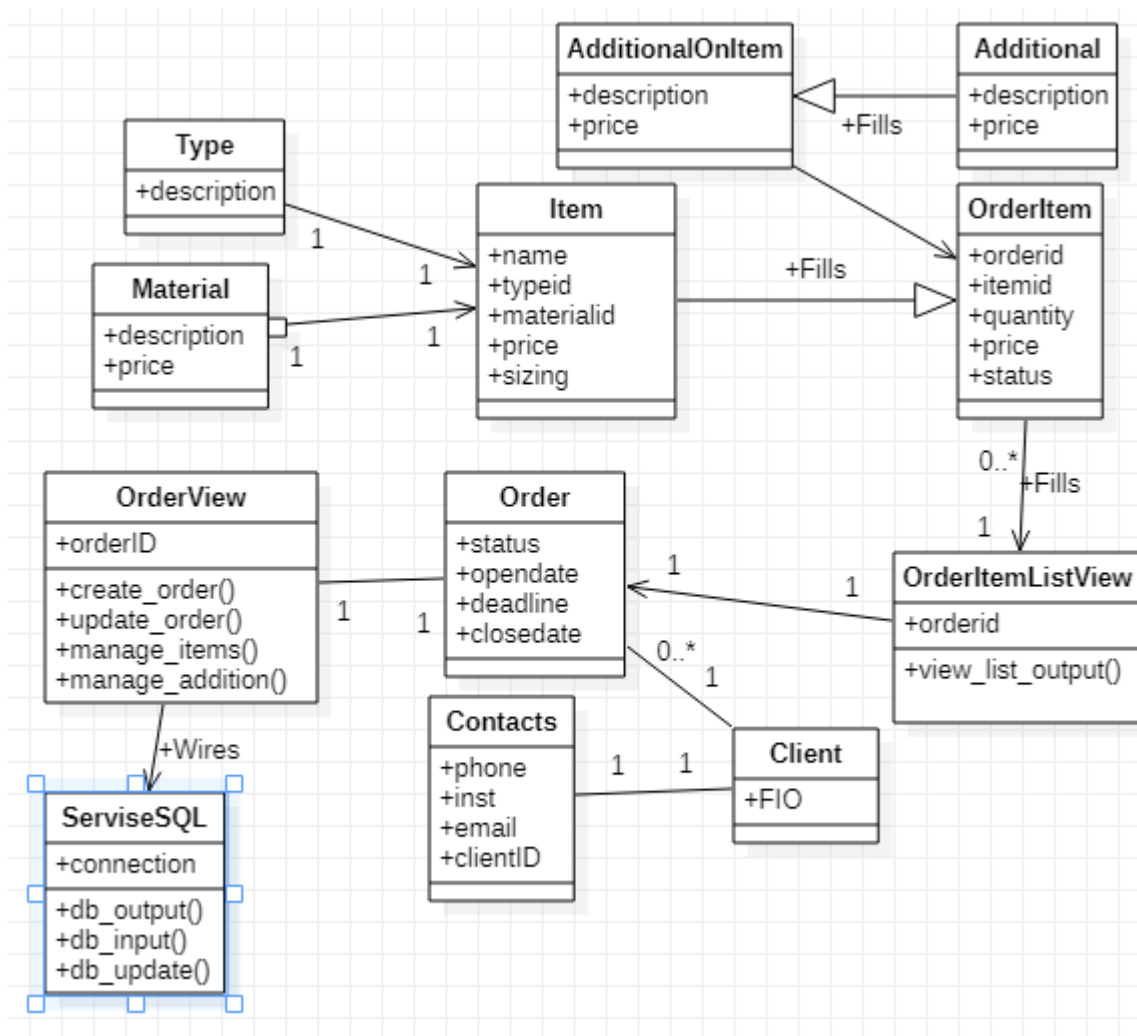 AdditionalOnItem
+description
+price
Additional
+description
+price
+Fills
Type
+description
1
1
Item
+name
+typeid
+materialid
+price
+sizing
+Fills
OrderItem
+orderid
+itemid
+quantity
+price
+status
Material
+description
+price
1
1
0..*
+Fills
1
OrderView
+orderID
+create_order()
+update_order()
+manage_items()
+manage_addition()
1
1
Order
+status
+opendate
+deadline
+closedate
1
1
OrderItemListView
+orderid
+view_list_output()
0..*
1
Contacts
+phone
+inst
+email
+clientID
1
1
Client
+FIO
+Wires
ServiseSQL
+connection
+db_output()
+db_input()
+db_update()